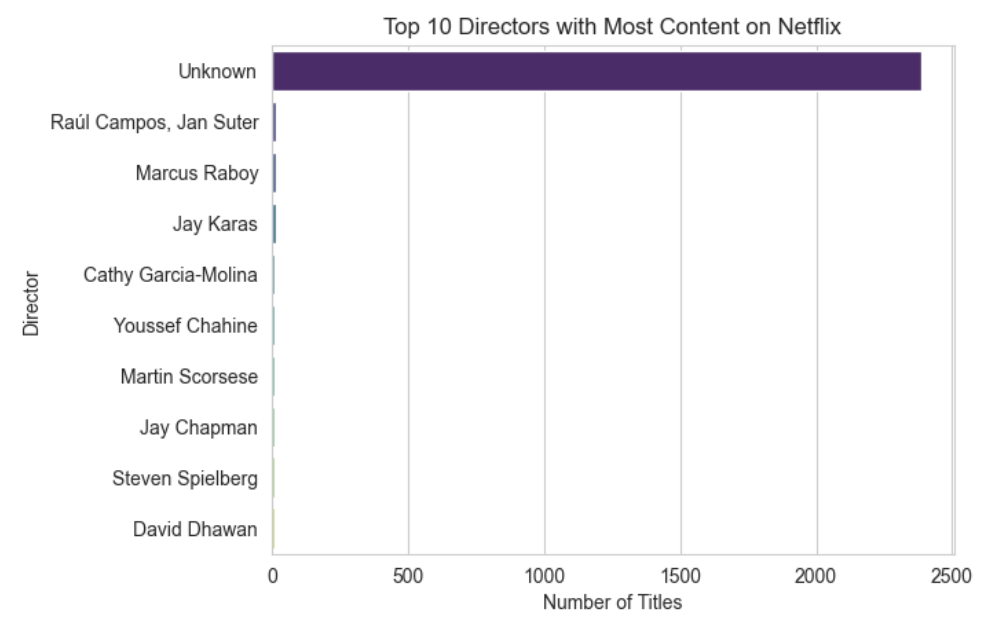 Top 10 Directors with Most Content on Netflix
Director
Unknown
Raúl Campos, Jan Suter
Marcus Raboy
Jay Karas
Cathy Garcia-Molina
Youssef Chahine
Martin Scorsese
Jay Chapman
Steven Spielberg
David Dhawan
0 500 1000 1500 2000 2500
Number of Titles